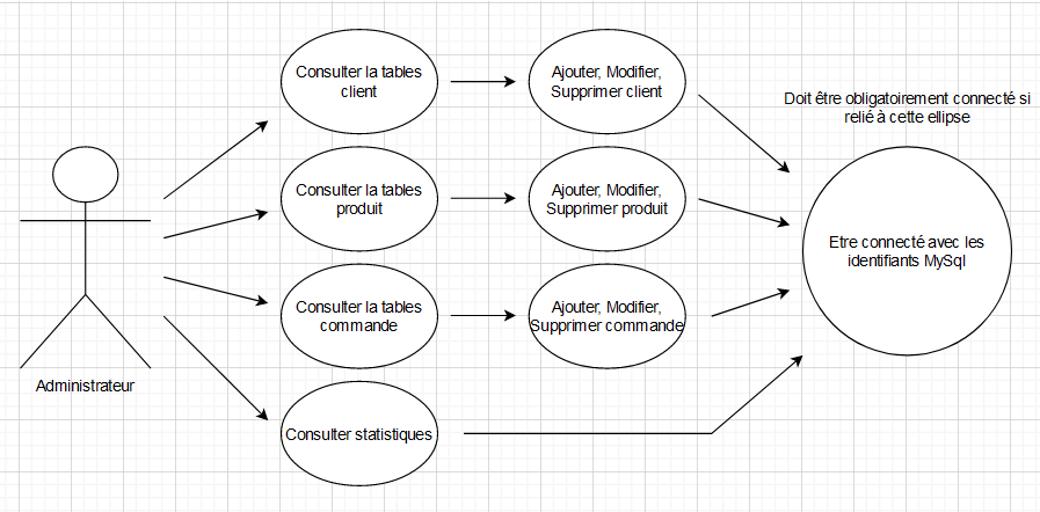 Consulter la tables
client
Ajouter, Modifier,
Supprimer client
Doit être obligatoirement connecté si
relié à cette ellipse
Consulter la tables
produit
Ajouter, Modifier,
Supprimer produit
Etre connecté avec les
identifiants MySql
Consulter la tables
commande
Ajouter, Modifier,
Supprimer commande
Administrateur
Consulter statistiques